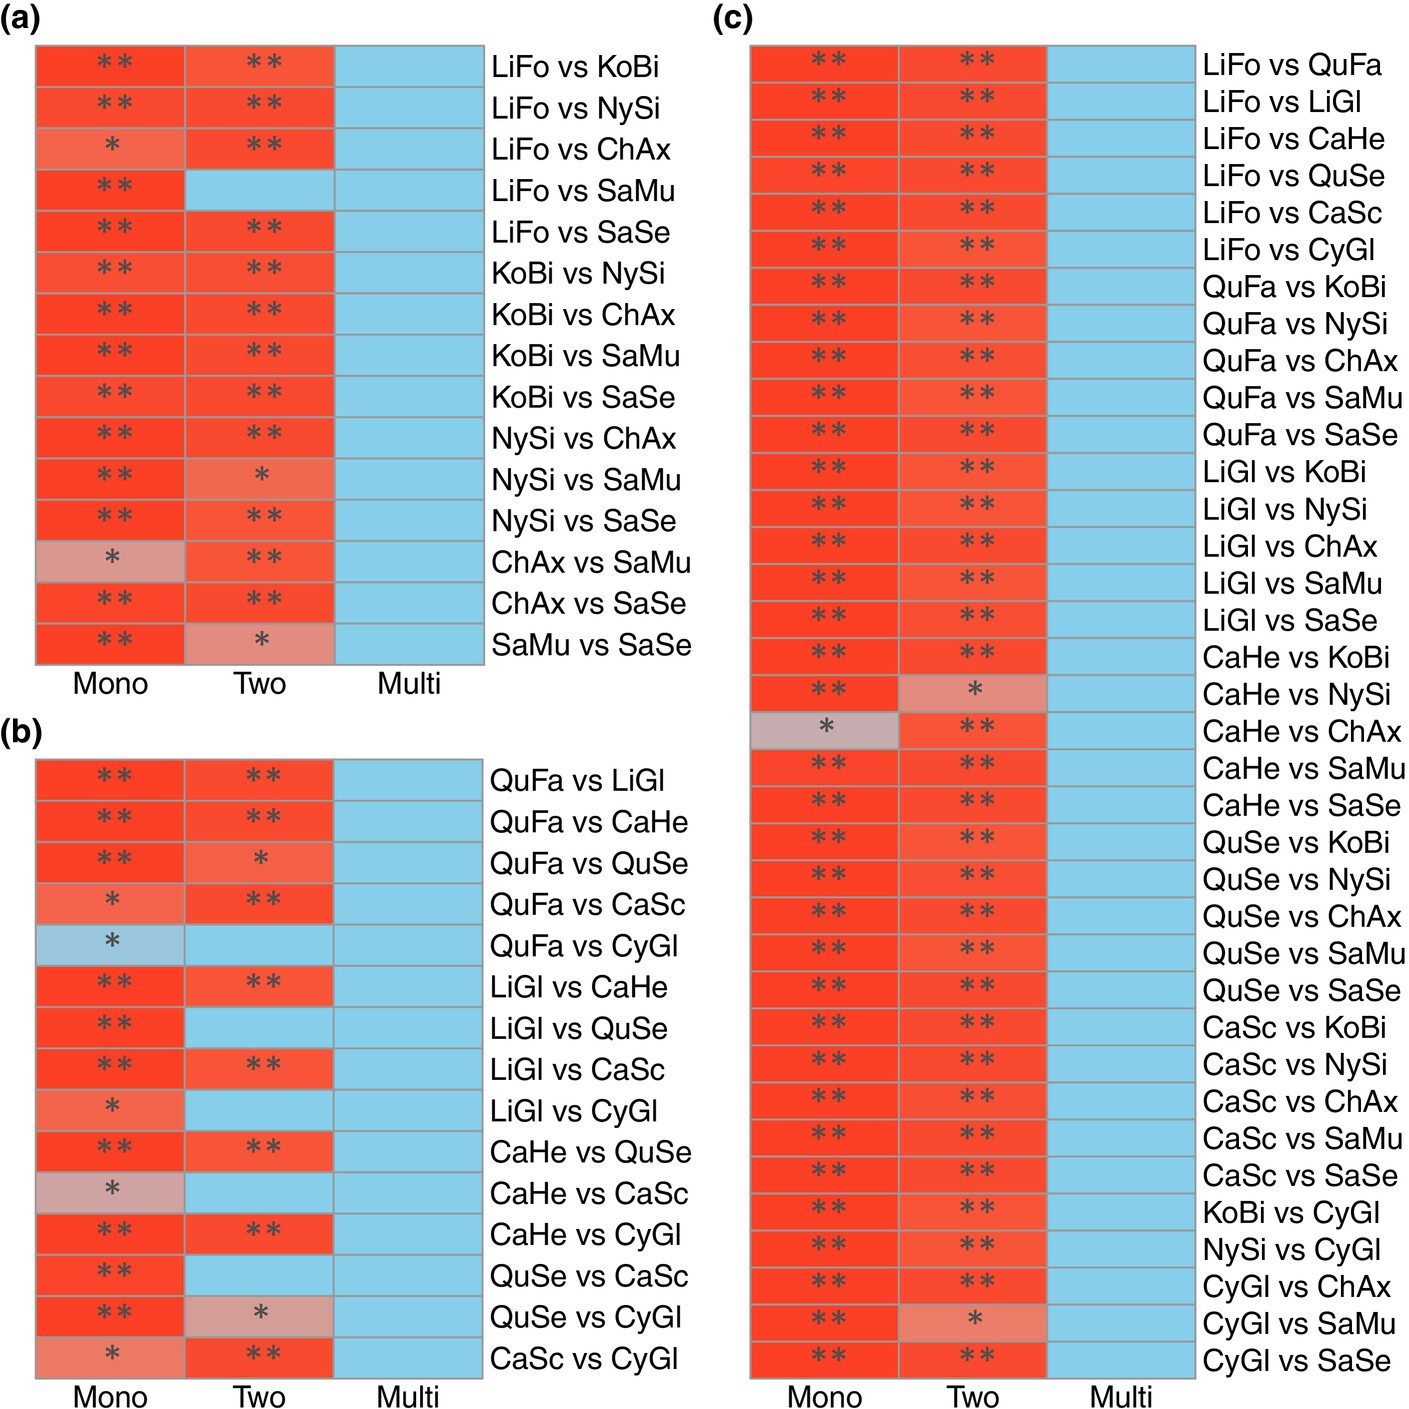 (a)
** ** LiFo vs KoBi
** ** LiFo vs NySi
* ** LiFo vs ChAx
** LiFo vs SaMu
** ** LiFo vs SaSe
** ** KoBi vs NySi
** ** KoBi vs ChAx
** ** KoBi vs SaMu
** ** KoBi vs SaSe
** ** NySi vs ChAx
** * NySi vs SaMu
** ** NySi vs SaSe
* ** ChAx vs SaMu
** ** ChAx vs SaSe
** * SaMu vs SaSe
Mono Two Multi
(b)
** ** QuFa vs LiGl
** ** QuFa vs CaHe
** * QuFa vs QuSe
* ** QuFa vs CaSc
* QuFa vs CyGl
** ** LiGl vs CaHe
** LiGl vs QuSe
** ** LiGl vs CaSc
* LiGl vs CyGl
** ** CaHe vs QuSe
* CaHe vs CaSc
** ** CaHe vs CyGl
** QuSe vs CaSc
** * QuSe vs CyGl
* ** CaSc vs CyGl
Mono Two Multi
(c)
** ** LiFo vs QuFa
** ** LiFo vs LiGl
** ** LiFo vs CaHe
** ** LiFo vs QuSe
** ** LiFo vs CaSc
** ** LiFo vs CyGl
** ** QuFa vs KoBi
** ** QuFa vs NySi
** ** QuFa vs ChAx
** ** QuFa vs SaMu
** ** QuFa vs SaSe
** ** LiGl vs KoBi
** ** LiGl vs NySi
** ** LiGl vs ChAx
** ** LiGl vs SaMu
** ** LiGl vs SaSe
** ** CaHe vs KoBi
** * CaHe vs NySi
* ** CaHe vs ChAx
** ** CaHe vs SaMu
** ** CaHe vs SaSe
** ** QuSe vs KoBi
** ** QuSe vs NySi
** ** QuSe vs ChAx
** ** QuSe vs SaMu
** ** QuSe vs SaSe
** ** CaSc vs KoBi
** ** CaSc vs NySi
** ** CaSc vs ChAx
** ** CaSc vs SaMu
** ** CaSc vs SaSe
** ** KoBi vs CyGl
** ** NySi vs CyGl
** ** CyGl vs ChAx
** * CyGl vs SaMu
** ** CyGl vs SaSe
Mono Two Multi